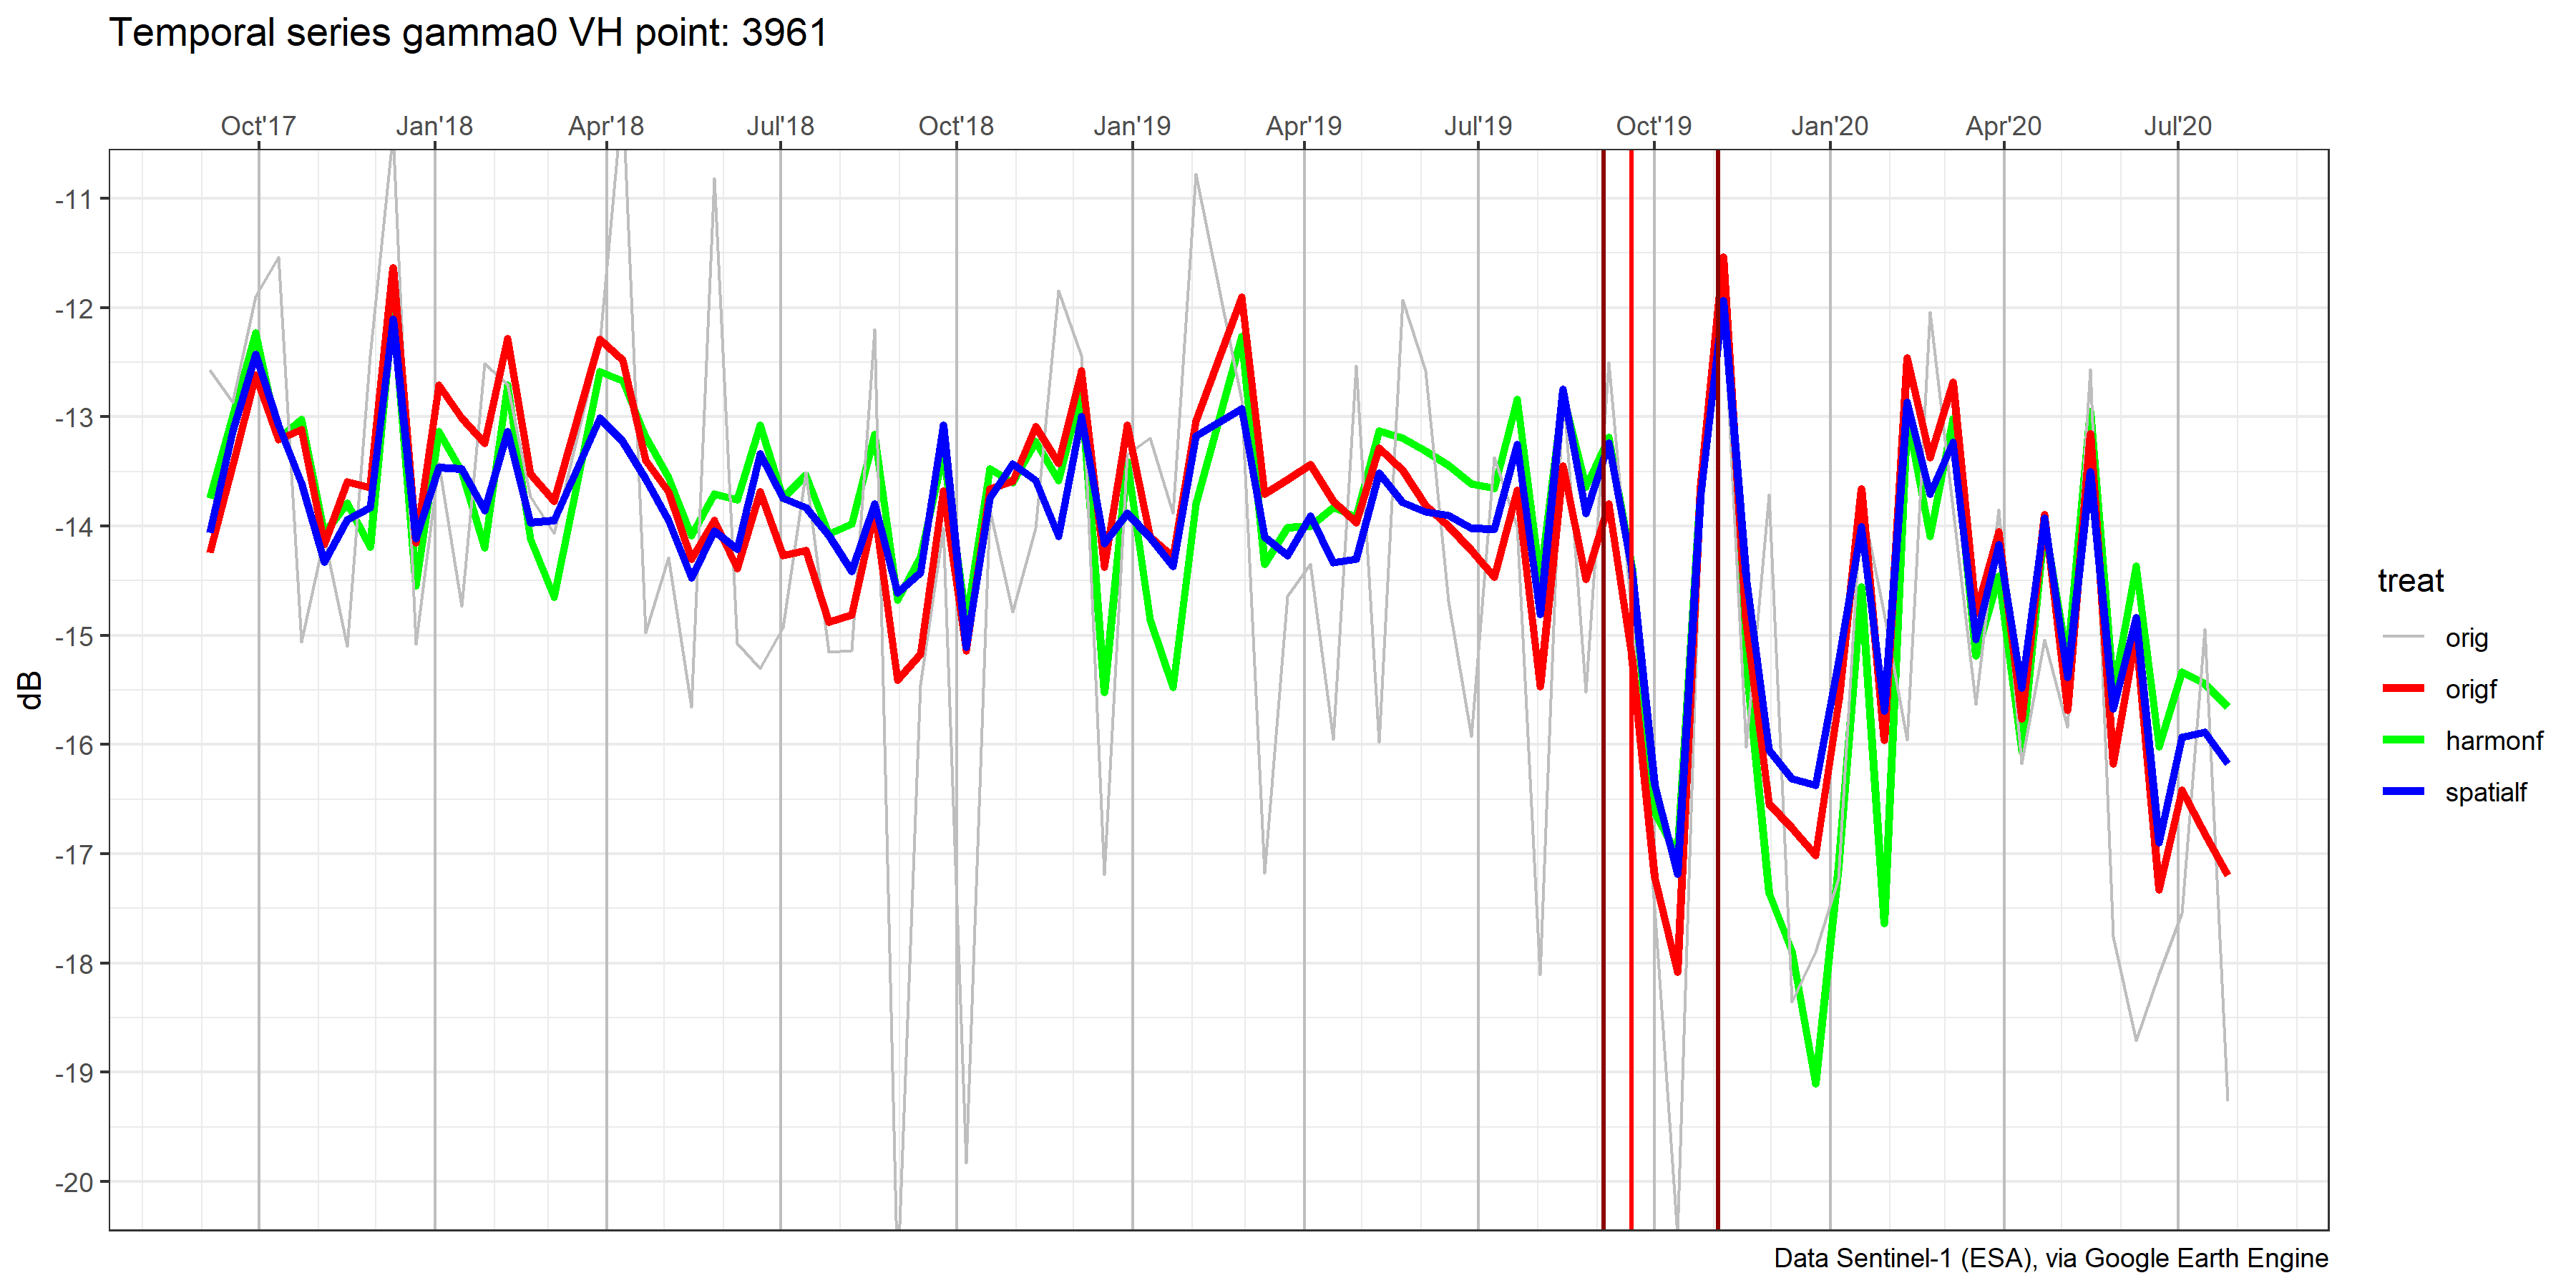 Temporal series gamma0 VH point: 3961
Oct'17 Jan'18 Apr'18 Jul'18 Oct'18 Jan'19 Apr'19 Jul'19 Oct'19 Jan'20 Apr'20 Jul'20
-11
-12
-13
-14
-15
-16
-17
-18
-19
-20
dB
treat
orig
origf
harmonf
spatialf
Data Sentinel-1 (ESA), via Google Earth Engine